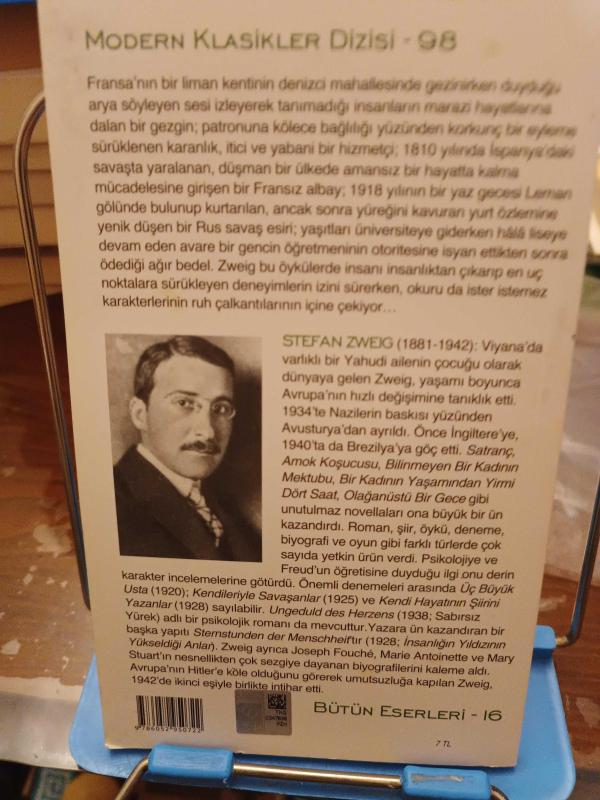 MODERN KLASİKLER DİZİSİ - 98
Fransa'nın bir liman kentinin denizci mahallesinde gezinirken duyduğu
arya söyleyen sesi izleyerek tanımadığı insanların marazi hayatlarına
dalan bir gezgin; patronuna kölece bağlılığı yüzünden korkunç bir eyleme
sürüklenen karanlık, itici ve yabani bir hizmetçi; 1810 yılında İspanya'daki
savaşta yaralanan, düşman bir ülkede amansız bir hayatta kalma
mücadelesine girişen bir Fransız albay; 1918 yılının bir yaz gecesi Leman
gölünde bulunup kurtarılan, ancak sonra yüreğini kavuran yurt özlemine
yenik düşen bir Rus savaş esiri; yaşıtları üniversiteye giderken hâlâ liseye
devam eden avare bir gencin öğretmeninin otoritesine isyan ettikten sonra
ödediği ağır bedel. Zweig bu öykülerde insanı insanlıktan çıkarıp en uç
noktalara sürükleyen deneyimlerin izini sürerken, okuru da ister istemez
karakterlerinin ruh çalkantılarının içine çekiyor...
STEFAN ZWEIG (1881-1942): Viyana'da
varlıklı bir Yahudi ailenin çocuğu olarak
dünyaya gelen Zweig, yaşamı boyunca
Avrupa'nın hızlı değişimine tanıklık etti.
1934'te Nazilerin baskısı yüzünden
Avusturya'dan ayrıldı. Önce İngiltere'ye,
1940'ta da Brezilya'ya göç etti. Satranç,
Amok Koşucusu, Bilinmeyen Bir Kadının
Mektubu, Bir Kadının Yaşamından Yirmi
Dört Saat, Olağanüstü Bir Gece gibi
unutulmaz novellaları ona büyük bir ün
kazandırdı. Roman, şiir, öykü, deneme,
biyografi ve oyun gibi farklı türlerde çok
sayıda yetkin ürün verdi. Psikolojiye ve
Freud'un öğretisine duyduğu ilgi onu derin
karakter incelemelerine götürdü. Önemli denemeleri arasında Üç Büyük
Usta (1920); Kendileriyle Savaşanlar (1925) ve Kendi Hayatının Şiirini
Yazanlar (1928) sayılabilir. Ungeduld des Herzens (1938; Sabırsız
Yürek) adlı bir psikolojik romanı da mevcuttur. Yazara ün kazandıran bir
başka yapıtı Sternstunden der Menschheit'tır (1928; İnsanlığın Yıldızının
Yükseldiği Anlar). Zweig ayrıca Joseph Fouché, Marie Antoinette ve Mary
Stuart'ın nesnellikten çok sezgiye dayanan biyografilerini kaleme aldı.
Avrupa'nın Hitler'e köle olduğunu görerek umutsuzluğa kapılan Zweig,
1942'de ikinci eşiyle birlikte intihar etti.
9 786052 950722
BÜTÜN ESERLERİ - 16
7 TL